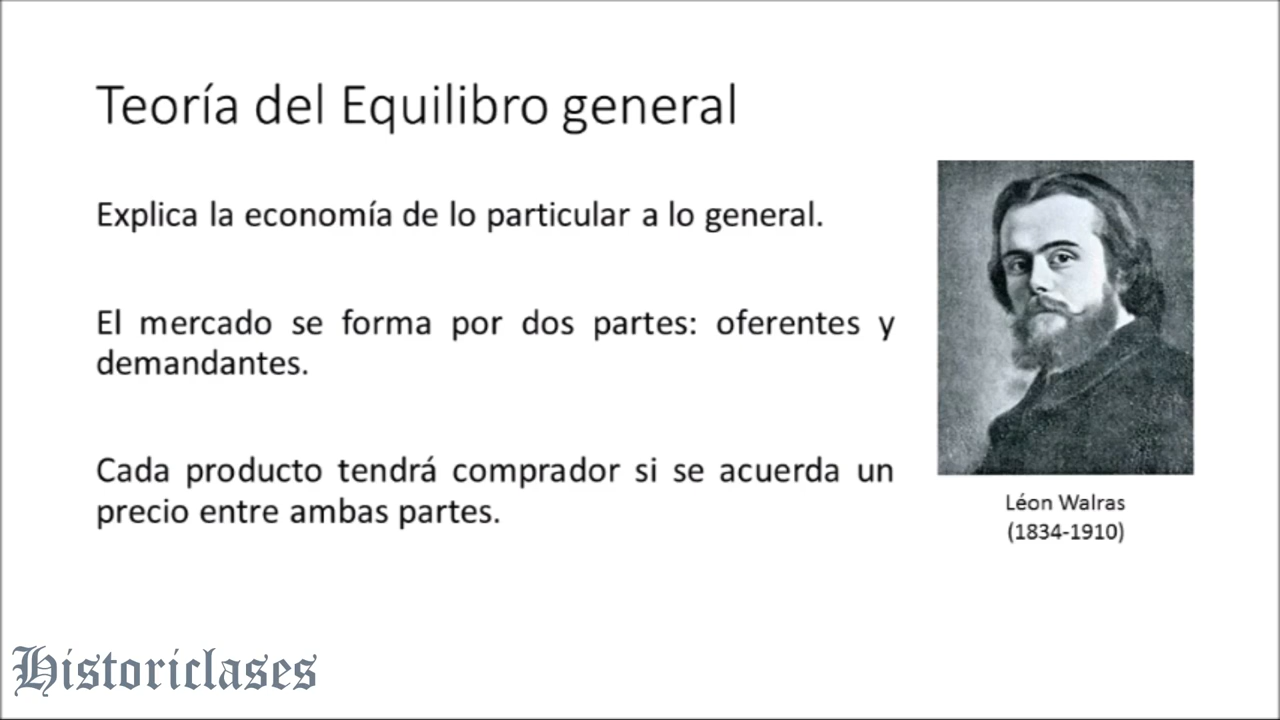 Teoría del Equilibro general
Explica la economía de lo particular a lo general.
El mercado se forma por dos partes: oferentes y
demandantes.
Cada producto tendrá comprador si se acuerda un
precio entre ambas partes.
Léon Walras
(1834-1910)
Historiclases